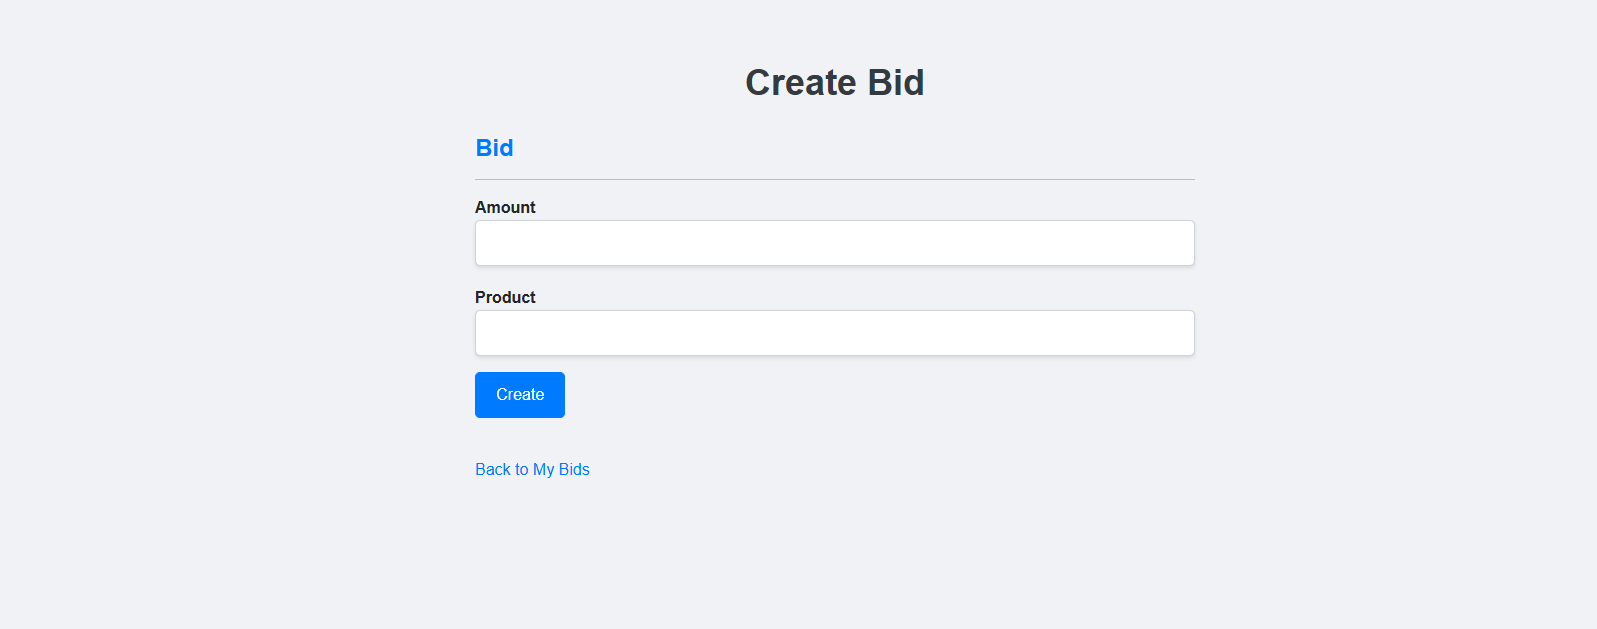 Create Bid
Bid
Amount
Product
Create
Back to My Bids